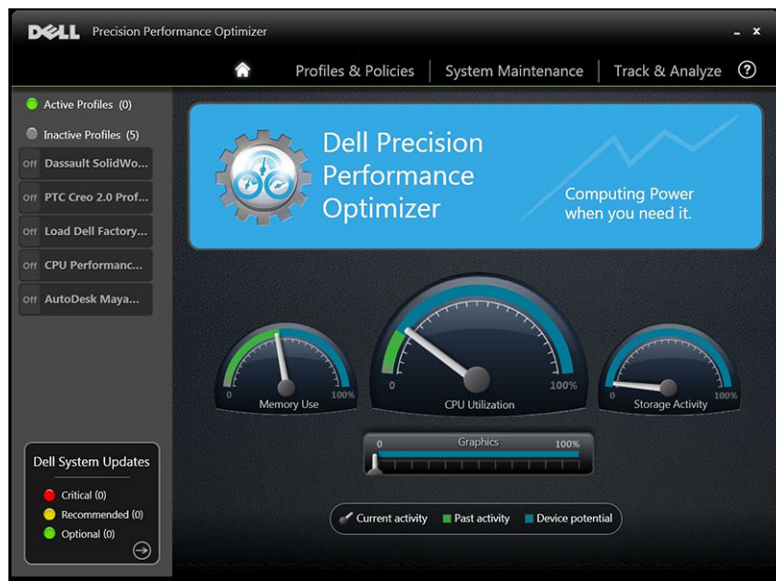 DELL Precision Performance Optimizer
Profiles & Policies System Maintenance Track & Analyze ?
Active Profiles (0)
Inactive Profiles (5)
Off Dassault SolidWo...
Off PTC Creo 2.0 Prof...
Off Load Dell Factory...
Off CPU Performanc...
Off AutoDesk Maya...
Dell System Updates
Critical (0)
Recommended (0)
Optional (0)
Dell Precision
Performance
Optimizer
Computing Power
when you need it.
0 100%
Memory Use
0 100%
CPU Utilization
0 100%
Storage Activity
0 Graphics 100%
Current activity Past activity Device potential